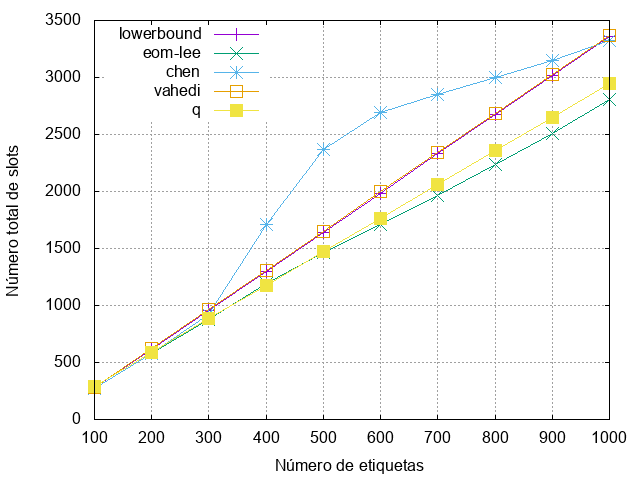 3500
3000
2500
2000
1500
1000
500
0
Número total de slots
lowerbound
eom-lee
chen
vahedi
q
100 200 300 400 500 600 700 800 900 1000
Número de etiquetas